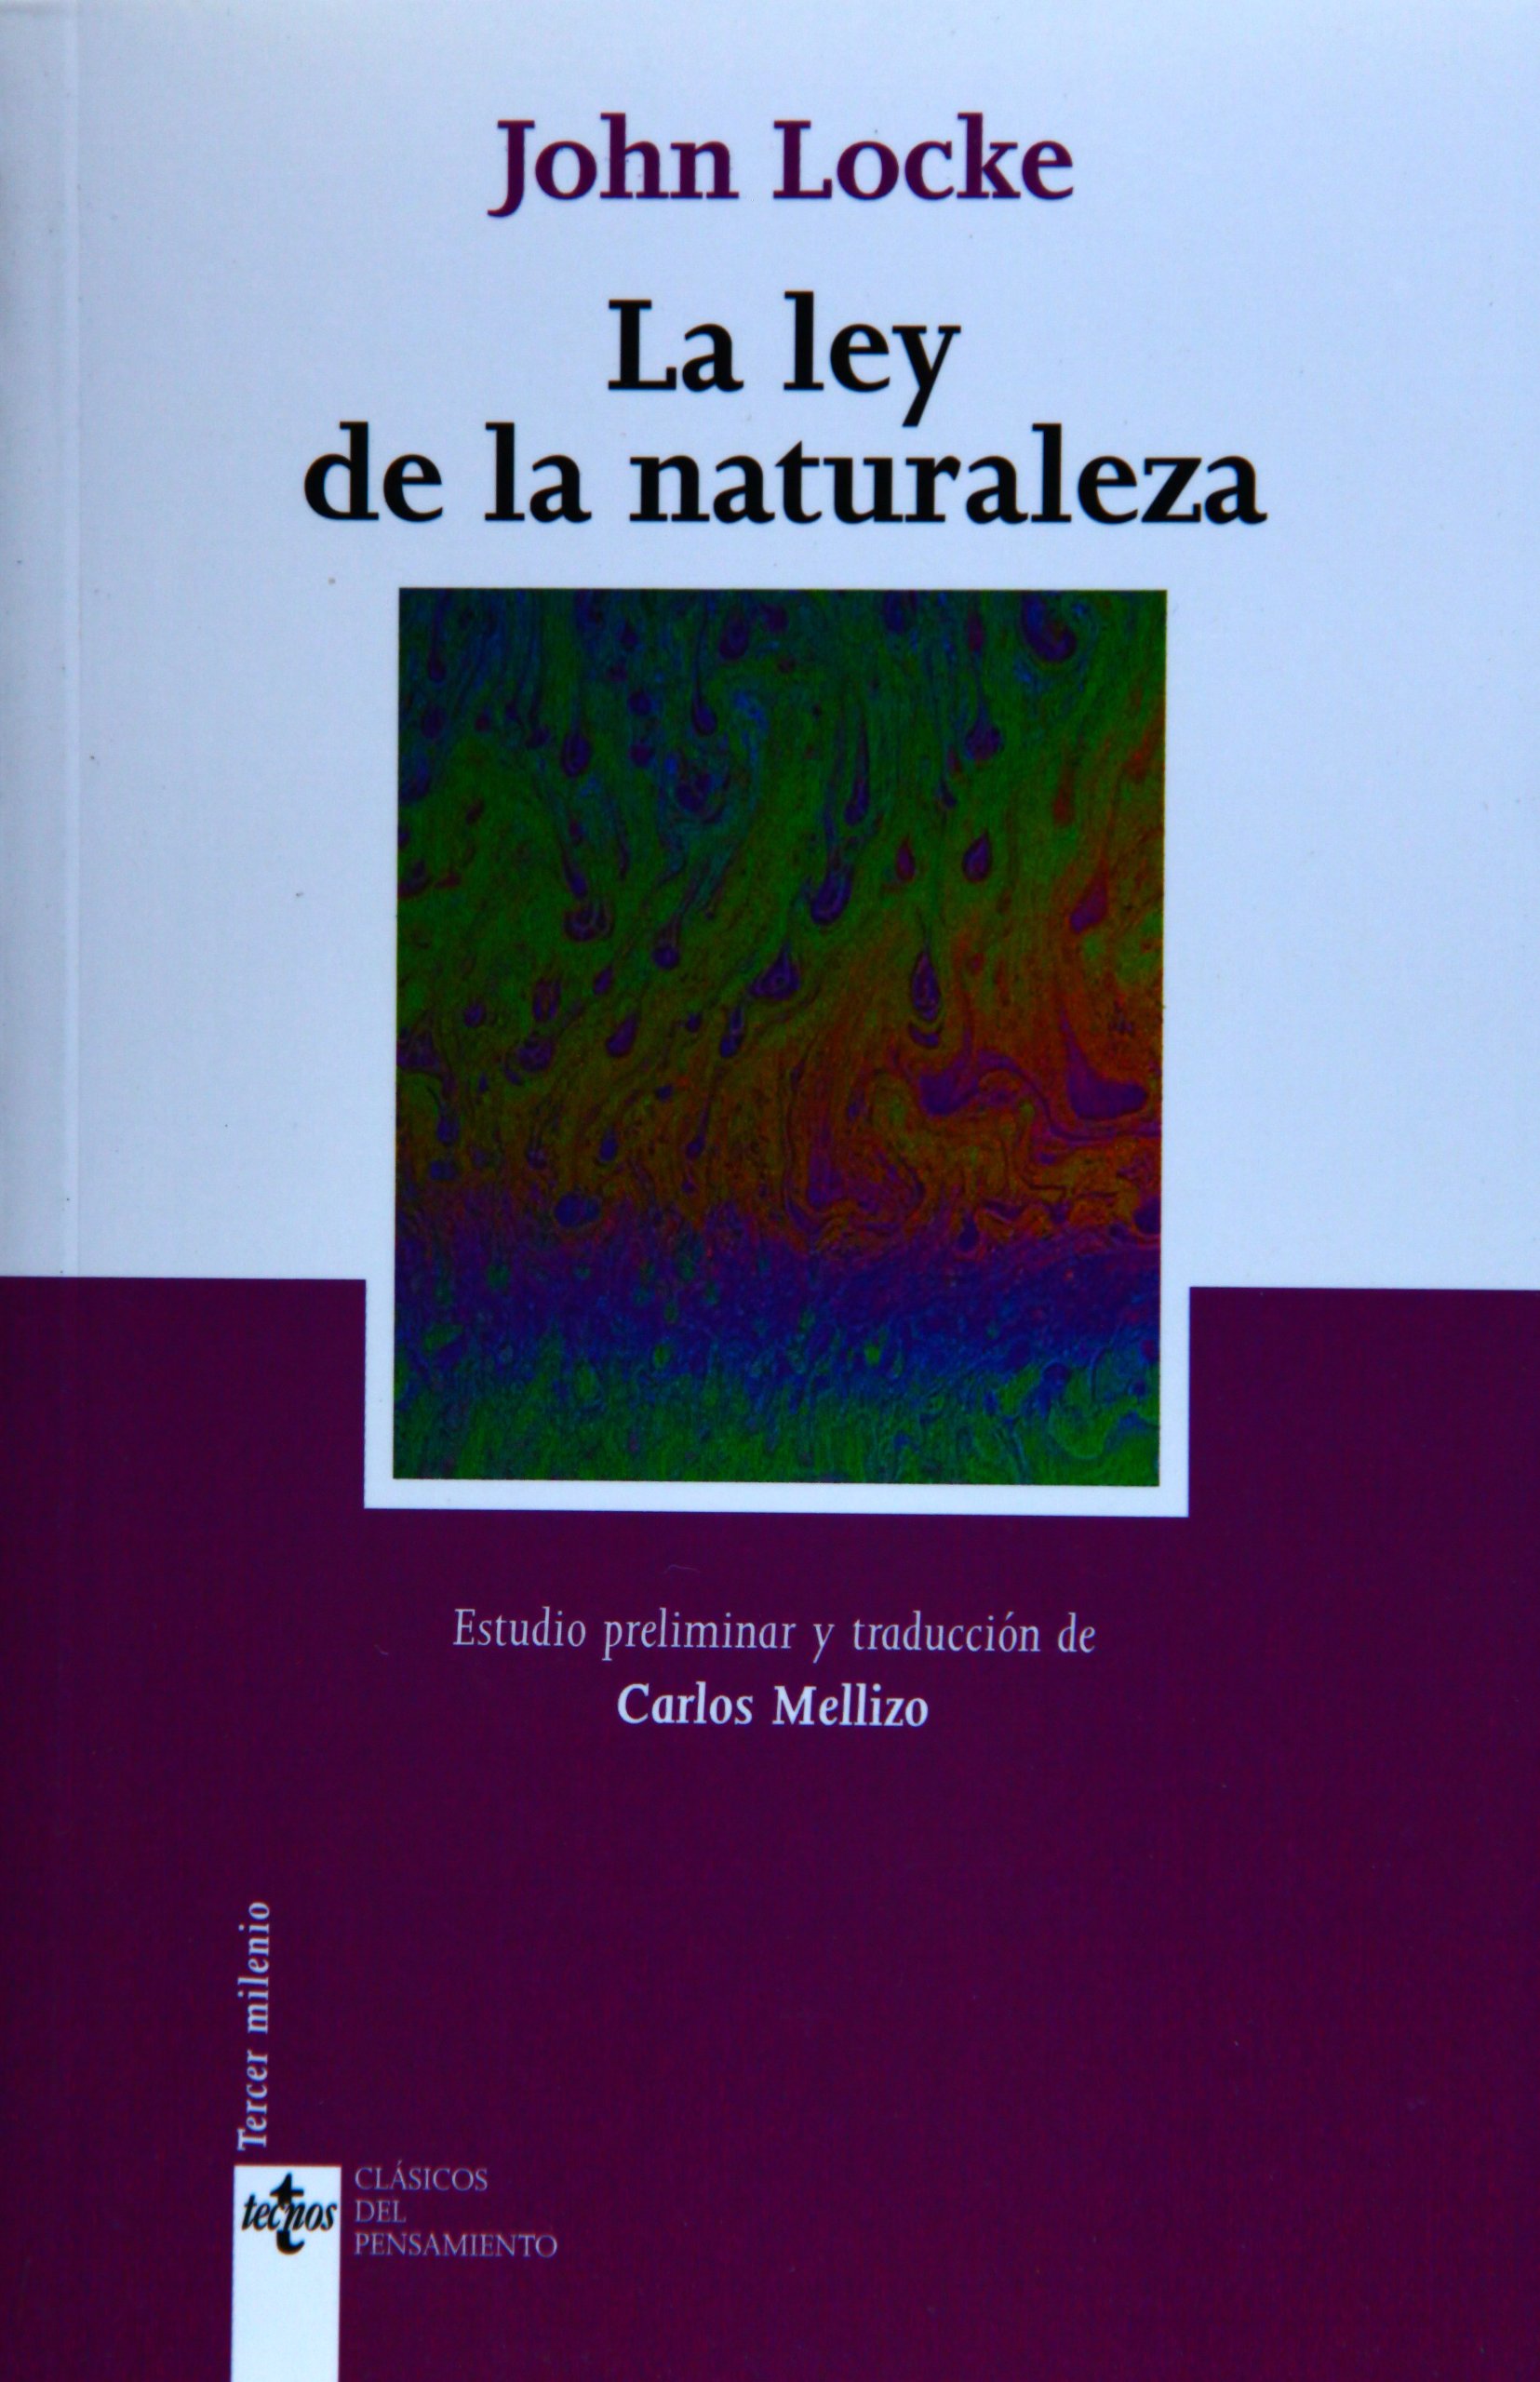 John Locke
La ley
de la naturaleza
Estudio preliminar y traducción de
Carlos Mellizo
Tercer milenio
tecnos
CLÁSICOS
DEL
PENSAMIENTO